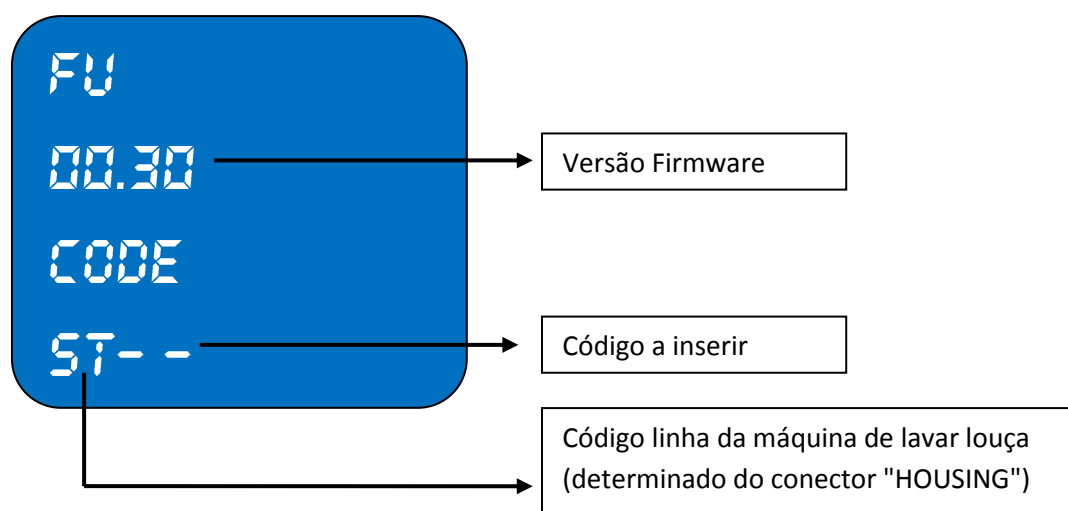 FU
00.30
Versão Firmware
CODE
ST- -
Código a inserir
Código linha da máquina de lavar louça
(determinado do conector "HOUSING")